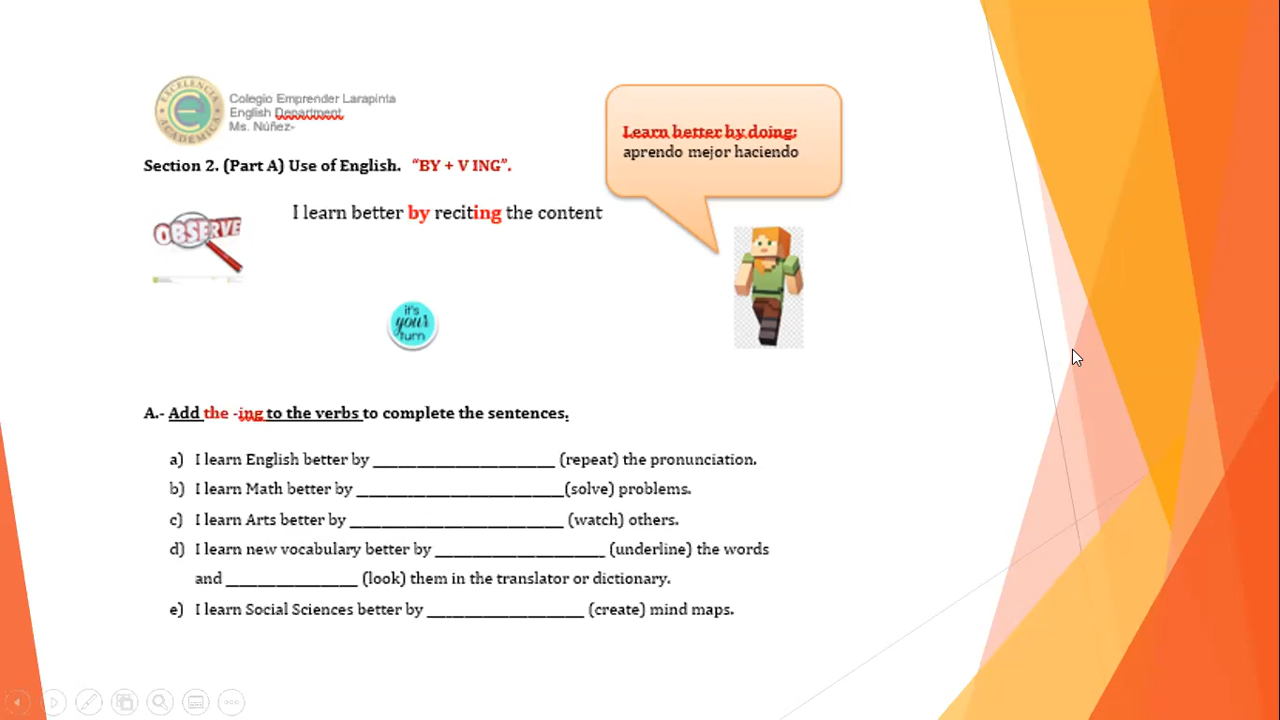 EXCELENCIA
ACADÉMICA
Colegio Emprender Larapinta
English Department
Ms. Núñez-
Learn better by doing:
aprendo mejor haciendo
Section 2. (Part A) Use of English. “BY + V ING”.
OBSERVE
I learn better by reciting the content
it's
your
turn
A.- Add the -ing to the verbs to complete the sentences.
a) I learn English better by ______________________ (repeat) the pronunciation.
b) I learn Math better by _________________________(solve) problems.
c) I learn Arts better by __________________________ (watch) others.
d) I learn new vocabulary better by ____________________ (underline) the words
and ________________ (look) them in the translator or dictionary.
e) I learn Social Sciences better by ___________________ (create) mind maps.